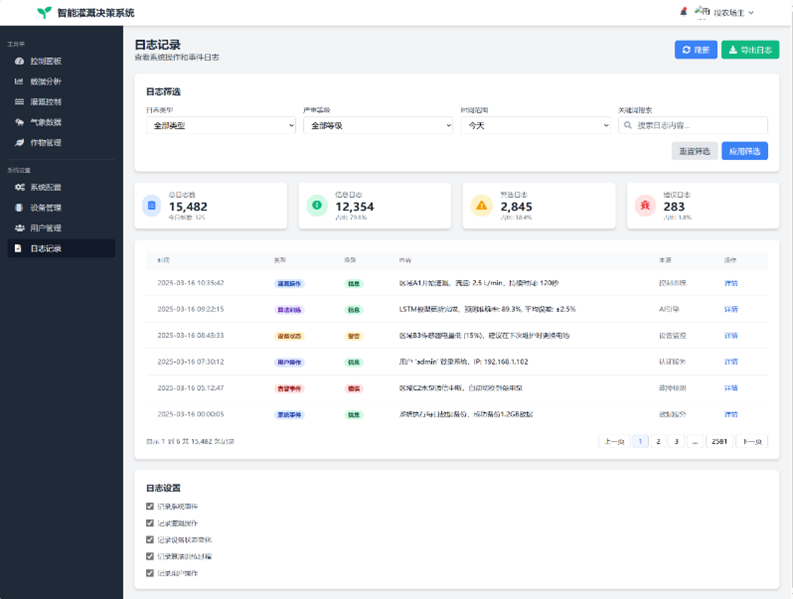 智能灌溉决策系统
段农场主
工作平
控制面板
数据分析
灌溉控制
气象数据
作物管理
系统设置
系统配置
设备管理
用户管理
日志记录
日志记录
查看系统操作和事件日志
刷新
导出日志
日志筛选
日志类型
严重等级
时间范围
关键词搜索
全部类型
全部等级
今天
搜索日志内容...
重置筛选
应用筛选
总日志数
15,482
今日新增: 125
信息日志
12,354
占比: 79.8%
警告日志
2,845
占比: 18.4%
错误日志
283
占比: 1.8%
时间 类型 级别 内容 来源 操作
2025-03-16 10:35:42 灌溉操作 信息 区域A1开始灌溉，流量: 2.5 L/min，持续时间: 120秒 控制系统 详情
2025-03-16 09:22:15 算法训练 信息 LSTM模型更新完成，预测准确率: 89.3%, 平均误差: ±2.5% AI引擎 详情
2025-03-16 08:45:33 设备状态 警告 区域B3传感器电量低 (15%)，建议在下次维护时更换电池 设备监控 详情
2025-03-16 07:30:12 用户操作 信息 用户 'admin' 登录系统，IP: 192.168.1.102 认证服务 详情
2025-03-16 05:12:47 告警事件 错误 区域C2水泵通信中断，自动切换到备用泵 故障检测 详情
2025-03-16 00:00:05 系统事件 信息 系统执行每日数据备份，成功备份1.2GB数据 数据服务 详情
显示 1 到 6 共 15,482 条记录
上一页 1 2 3 ... 2581 下一页
日志设置
记录系统事件
记录灌溉操作
记录设备状态变化
记录算法训练过程
记录用户操作